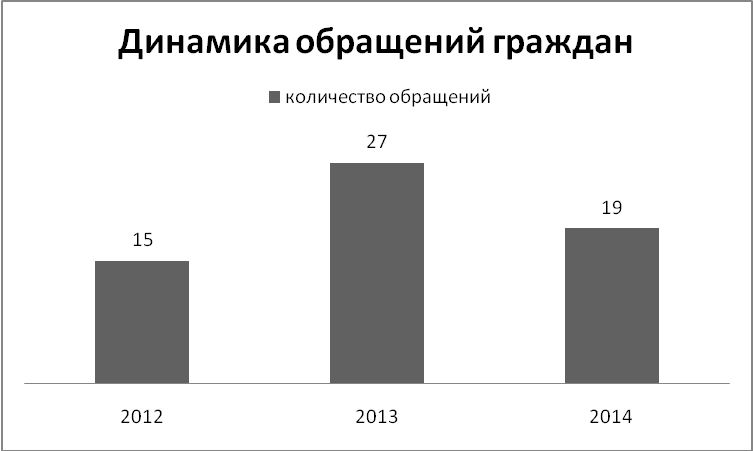 Динамика обращений граждан
количество обращений
27
19
15
2012 2013 2014